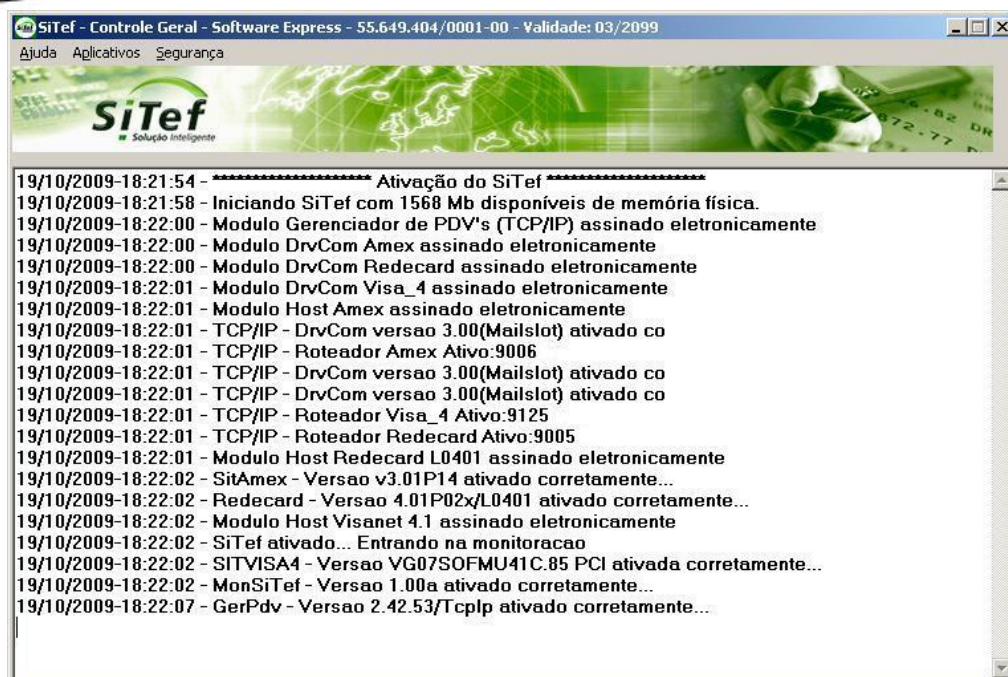 SiTef - Controle Geral - Software Express - 55.649.404/0001-00 - Validade: 03/2099
Ajuda Aplicativos Segurança
SiTef
Solução Inteligente
19/10/2009-18:21:54 - ******************** Ativação do SiTef ********************
19/10/2009-18:21:58 - Iniciando SiTef com 1568 Mb disponíveis de memória física.
19/10/2009-18:22:00 - Modulo Gerenciador de PDV's (TCP/IP) assinado eletronicamente
19/10/2009-18:22:00 - Modulo DrvCom Amex assinado eletronicamente
19/10/2009-18:22:00 - Modulo DrvCom Redecard assinado eletronicamente
19/10/2009-18:22:01 - Modulo DrvCom Visa_4 assinado eletronicamente
19/10/2009-18:22:01 - Modulo Host Amex assinado eletronicamente
19/10/2009-18:22:01 - TCP/IP - DrvCom versao 3.00(Mailslot) ativado co
19/10/2009-18:22:01 - TCP/IP - Roteador Amex Ativo:9006
19/10/2009-18:22:01 - TCP/IP - DrvCom versao 3.00(Mailslot) ativado co
19/10/2009-18:22:01 - TCP/IP - DrvCom versao 3.00(Mailslot) ativado co
19/10/2009-18:22:01 - TCP/IP - Roteador Visa_4 Ativo:9125
19/10/2009-18:22:01 - TCP/IP - Roteador Redecard Ativo:9005
19/10/2009-18:22:01 - Modulo Host Redecard L0401 assinado eletronicamente
19/10/2009-18:22:02 - SitAmex - Versao v3.01P14 ativado corretamente...
19/10/2009-18:22:02 - Redecard - Versao 4.01P02x/L0401 ativado corretamente...
19/10/2009-18:22:02 - Modulo Host Visanet 4.1 assinado eletronicamente
19/10/2009-18:22:02 - SiTef ativado... Entrando na monitoracao
19/10/2009-18:22:02 - SITVISA4 - Versao VG07SOFMU41C.85 PCI ativada corretamente...
19/10/2009-18:22:02 - MonSiTef - Versao 1.00a ativado corretamente...
19/10/2009-18:22:07 - GerPdv - Versao 2.42.53/TcpIp ativado corretamente...